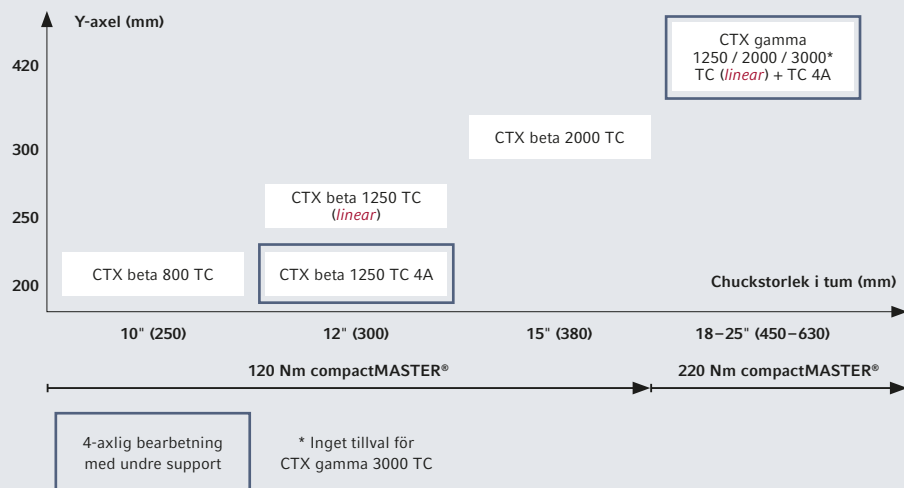 Y-axel (mm)
CTX gamma
1250 / 2000 / 3000*
TC (linear) + TC 4A
420
CTX beta 2000 TC
300
CTX beta 1250 TC
(linear)
250
CTX beta 800 TC
CTX beta 1250 TC 4A
200
Chuckstorlek i tum (mm)
10" (250)
12" (300)
15" (380)
18–25" (450–630)
120 Nm compactMASTER®
220 Nm compactMASTER®
4-axlig bearbetning
med undre support
* Inget tillval för
CTX gamma 3000 TC